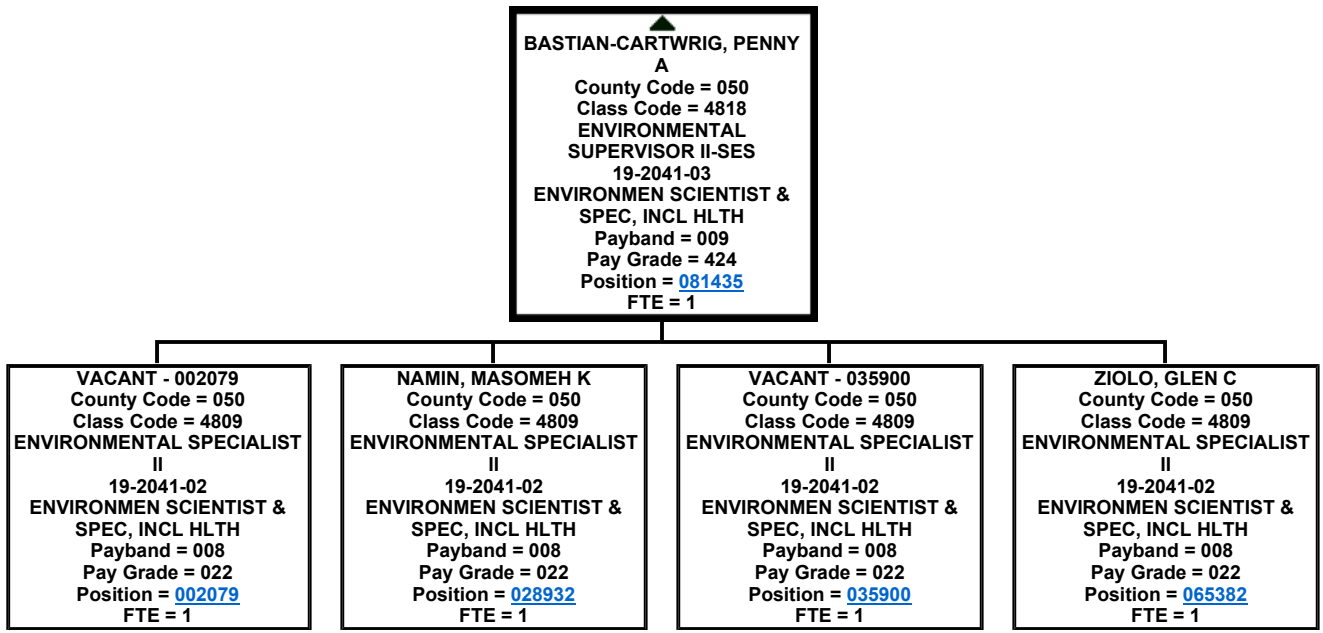 BASTIAN-CARTWRIG, PENNY
A
County Code = 050
Class Code = 4818
ENVIRONMENTAL
SUPERVISOR II-SES
19-2041-03
ENVIRONMEN SCIENTIST &
SPEC, INCL HLTH
Payband = 009
Pay Grade = 424
Position = 081435
FTE = 1
VACANT - 002079
County Code = 050
Class Code = 4809
ENVIRONMENTAL SPECIALIST
II
19-2041-02
ENVIRONMEN SCIENTIST &
SPEC, INCL HLTH
Payband = 008
Pay Grade = 022
Position = 002079
FTE = 1
NAMIN, MASOMEH K
County Code = 050
Class Code = 4809
ENVIRONMENTAL SPECIALIST
II
19-2041-02
ENVIRONMEN SCIENTIST &
SPEC, INCL HLTH
Payband = 008
Pay Grade = 022
Position = 028932
FTE = 1
VACANT - 035900
County Code = 050
Class Code = 4809
ENVIRONMENTAL SPECIALIST
II
19-2041-02
ENVIRONMEN SCIENTIST &
SPEC, INCL HLTH
Payband = 008
Pay Grade = 022
Position = 035900
FTE = 1
ZIOLO, GLEN C
County Code = 050
Class Code = 4809
ENVIRONMENTAL SPECIALIST
II
19-2041-02
ENVIRONMEN SCIENTIST &
SPEC, INCL HLTH
Payband = 008
Pay Grade = 022
Position = 065382
FTE = 1